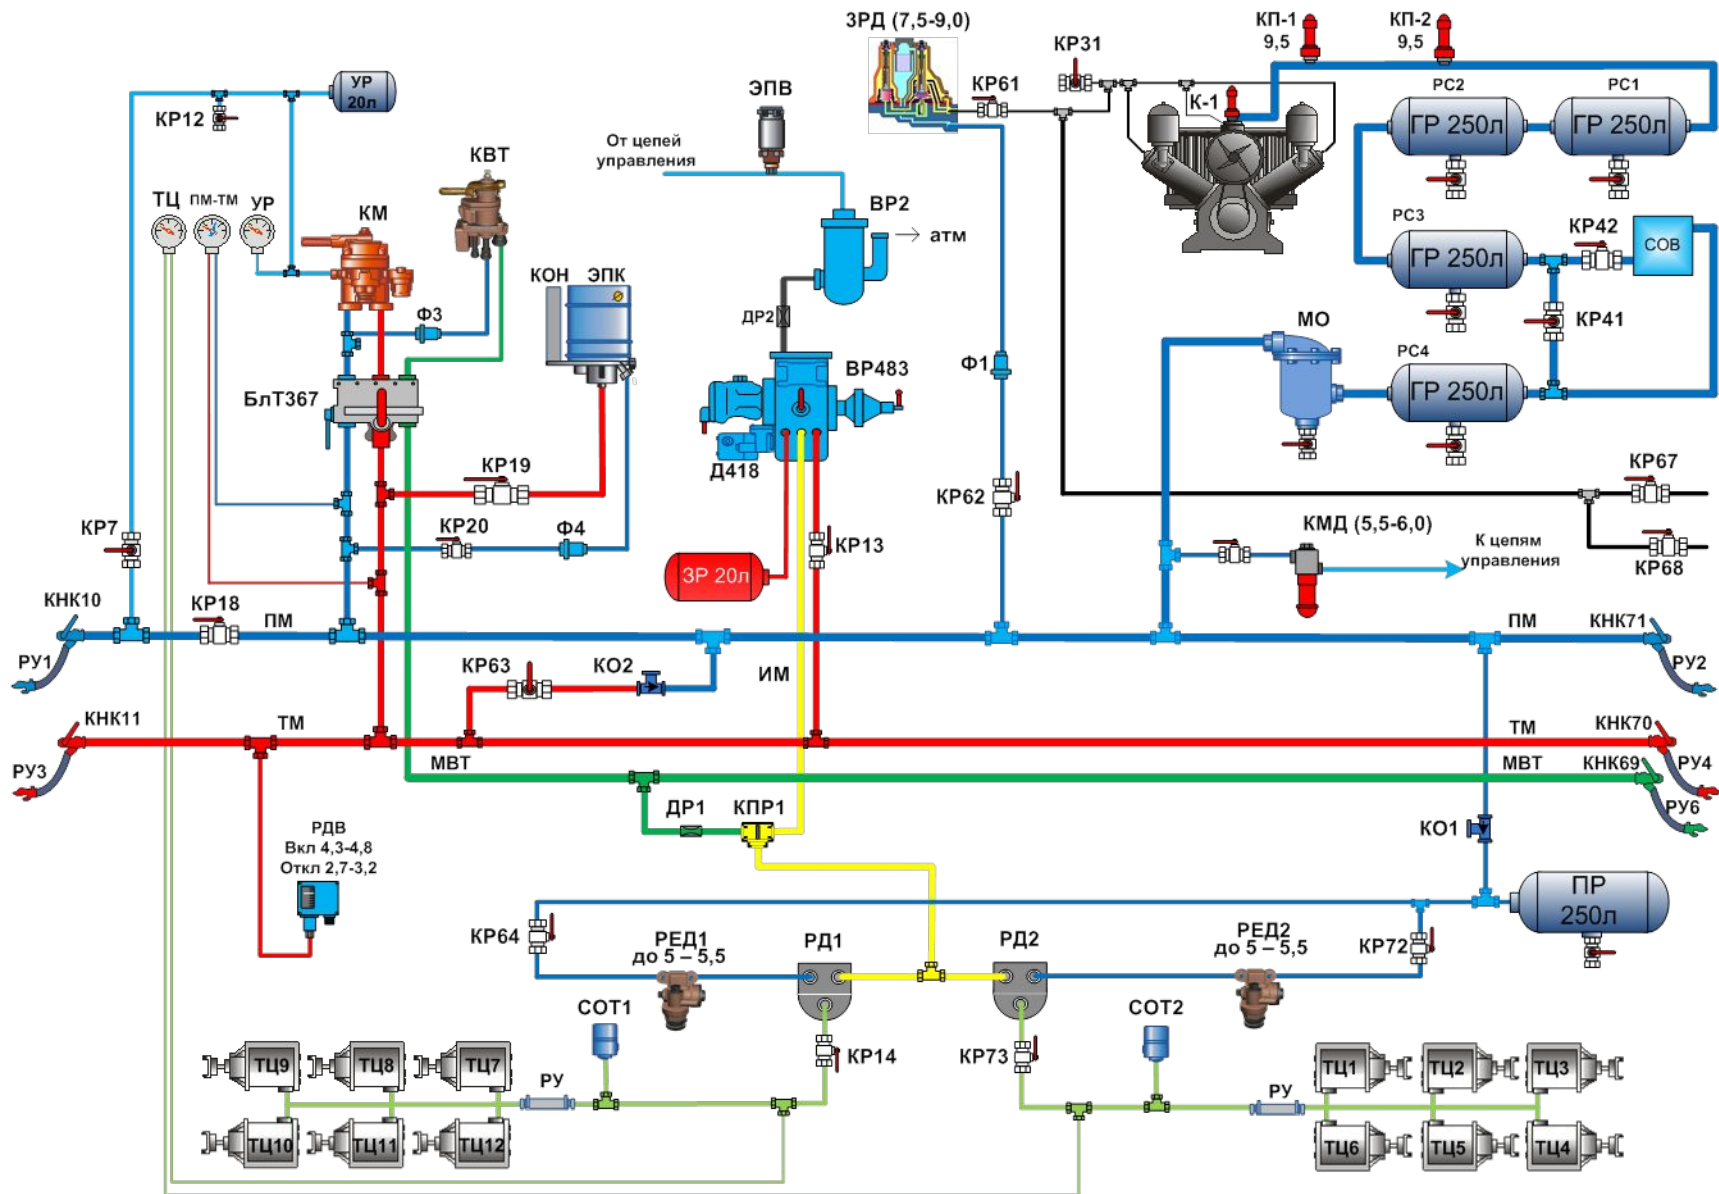 ЗРД (7,5-9,0)
КП-1
9,5
КП-2
9,5
КР31
УР
20л
ЭПВ
КР61
К-1
РС2
РС1
ГР 250л
ГР 250л
КР12
От цепей
управления
КВТ
ТЦ
ПМ-ТМ
УР
КМ
ВР2
атм
РС3
КР42
СОВ
ГР 250л
КОН
ЭПК
Ф3
ДР2
МО
КР41
РС4
Ф1
ВР483
ГР 250л
БлТ367
Д418
КР19
КР62
КР67
КР7
КР20
Ф4
КР13
КМД (5,5-6,0)
К цепям
управления
КР68
ЗР 20л
КНК10
КР18
ПМ
ПМ
КНК71
РУ1
КР63
КО2
ИМ
РУ2
КНК11
ТМ
ТМ
КНК70
РУ3
МВТ
МВТ
КНК69
РУ4
РУ6
ДР1
КПР1
КО1
РДВ
Вкл 4,3-4,8
Откл 2,7-3,2
ПР
250л
КР64
РЕД1
до 5 – 5,5
РД1
РД2
РЕД2
до 5 – 5,5
КР72
СОТ1
СОТ2
КР14
КР73
ТЦ9
ТЦ8
ТЦ7
РУ
РУ
ТЦ1
ТЦ2
ТЦ3
ТЦ10
ТЦ11
ТЦ12
ТЦ6
ТЦ5
ТЦ4